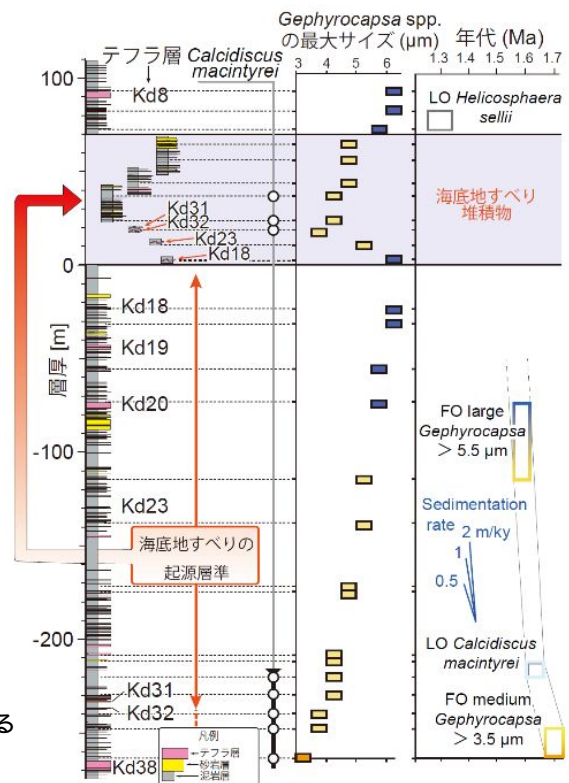 Gephyrocapsa spp.
の最大サイズ (μm)
年代 (Ma)
テフラ層
Calcidiscus
macintyrei
3 4 5 6
1.3 1.4 1.5 1.6 1.7
100
Kd8
LO Helicosphaera
sellii
海底地すべり
堆積物
Kd31
Kd32
Kd23
Kd18
0
Kd18
Kd19
層厚 [m]
Kd20
FO large
Gephyrocapsa
> 5.5 μm
-100
Kd23
Sedimentation
rate
2 m/ky
1
0.5
海底地すべりの
起源層準
-200
LO Calcidiscus
macintyrei
Kd31
Kd32
FO medium
Gephyrocapsa
> 3.5 μm
る
凡例
テフラ層
砂岩層
泥岩層
Kd38